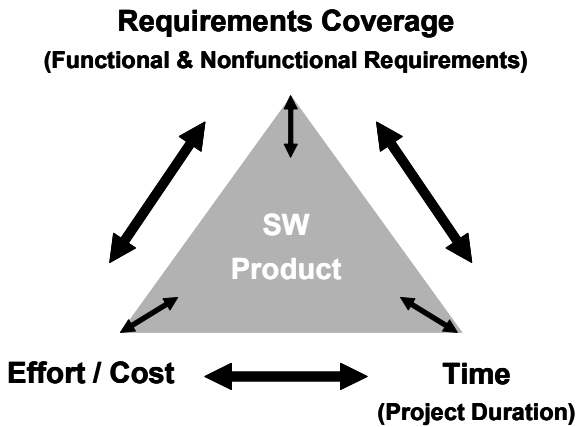 Requirements Coverage
(Functional & Nonfunctional Requirements)
SW
Product
Effort / Cost
Time
(Project Duration)